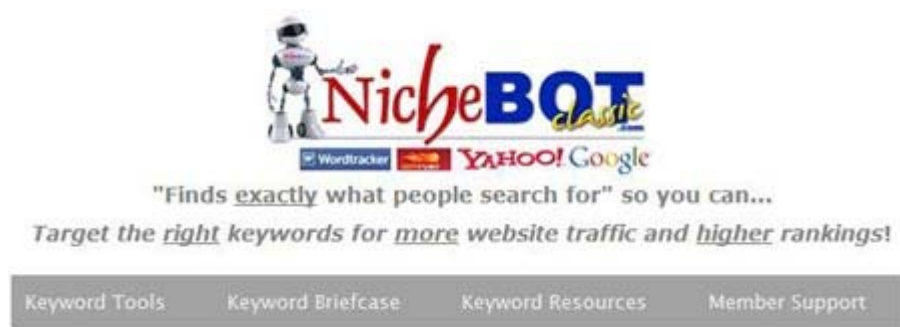 NicheBOT
classic
.com
Wordtracker YAHOO! Google
"Finds exactly what people search for" so you can...
Target the right keywords for more website traffic and higher rankings!
Keyword Tools Keyword Briefcase Keyword Resources Member Support